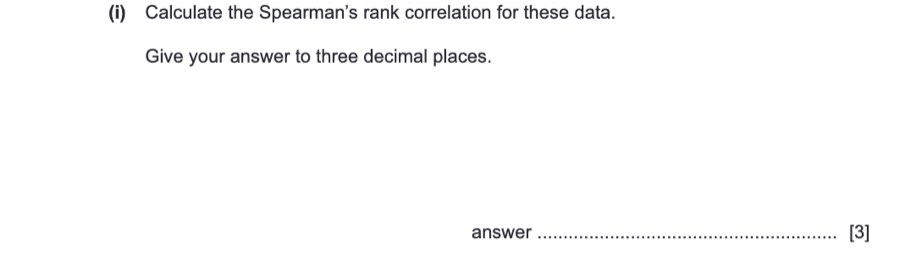 (i) Calculate the Spearman’s rank correlation for these data.
Give your answer to three decimal places.
answer ............................................................ [3]